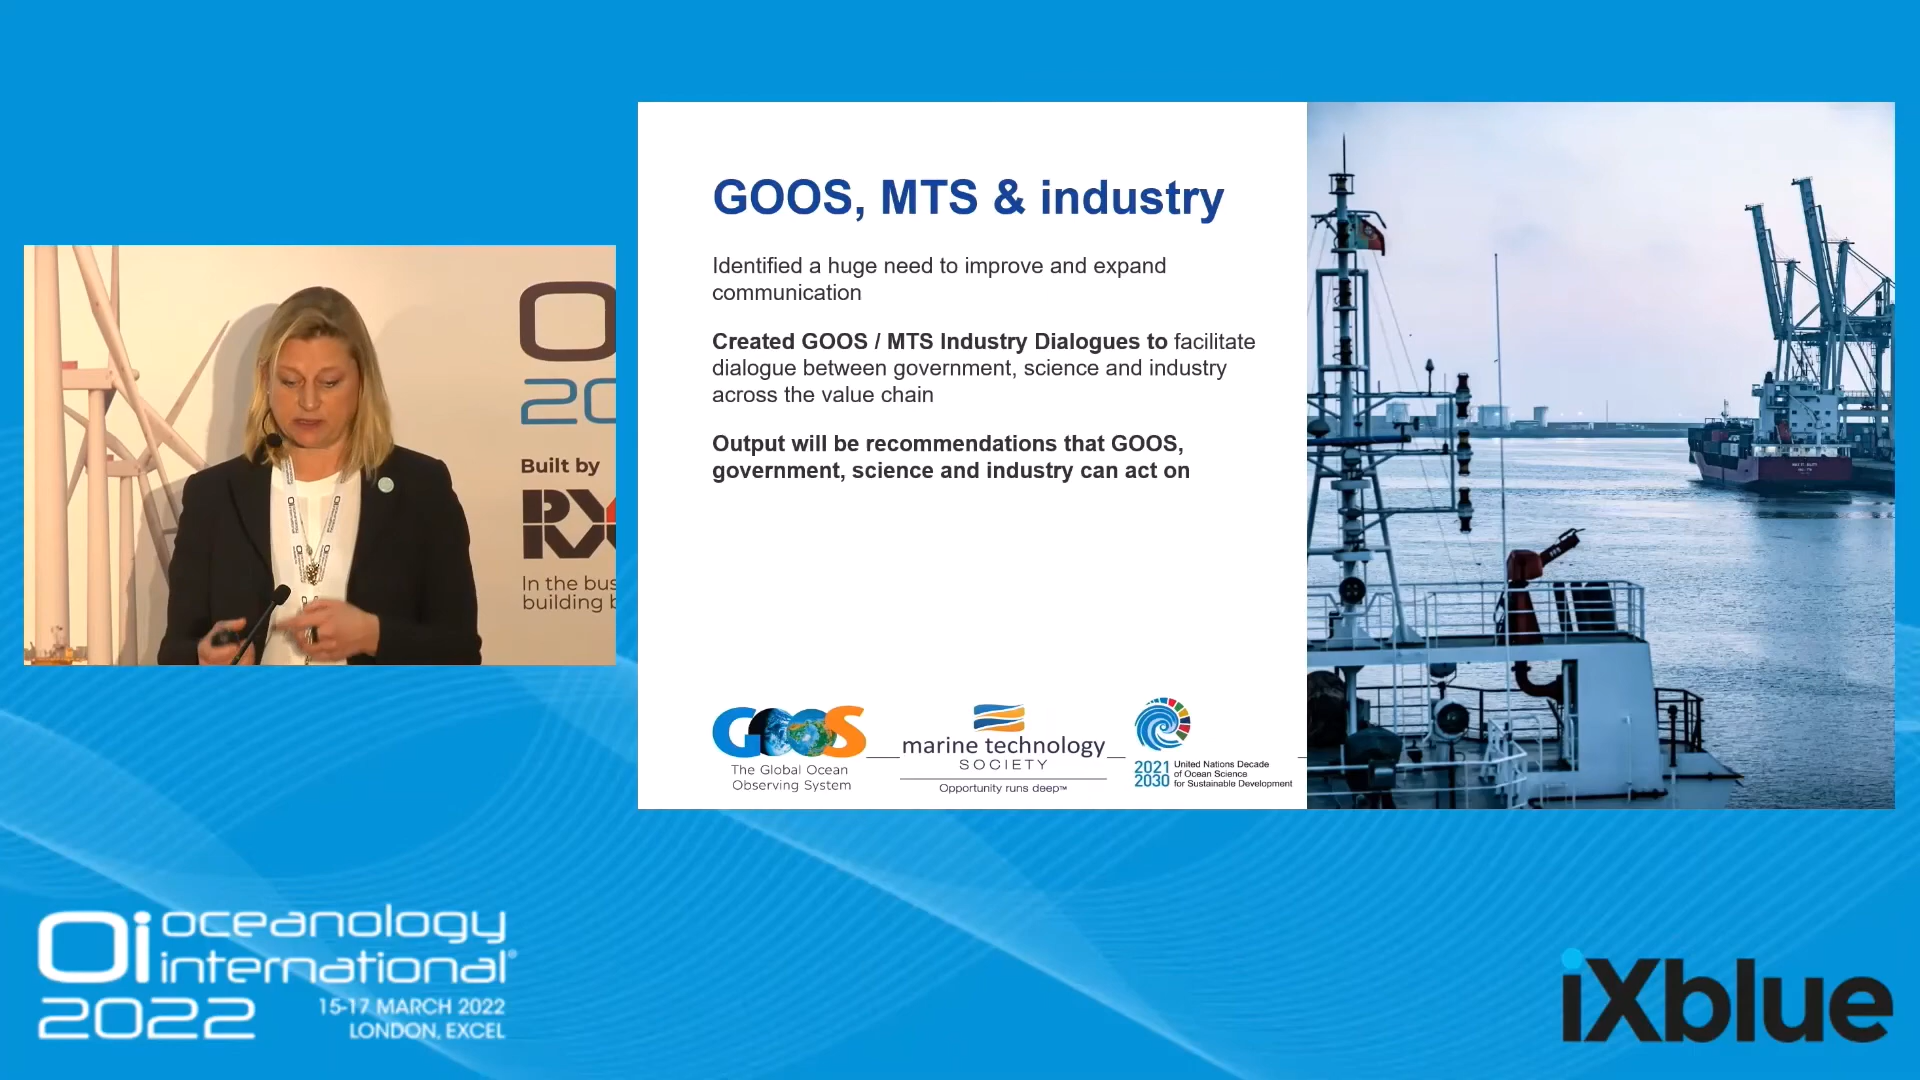 GOOS, MTS & industry
Identified a huge need to improve and expand
communication
Created GOOS / MTS Industry Dialogues to facilitate
dialogue between government, science and industry
across the value chain
Output will be recommendations that GOOS,
government, science and industry can act on
GOOS
The Global Ocean
Observing System
marine technology
SOCIETY
Opportunity runs deep™
2021
2030
United Nations Decade
of Ocean Science
for Sustainable Development
O
20
Built by
RX
In the bus
building b
Oi oceanology
international®
2022
15-17 MARCH 2022
LONDON, EXCEL
iXblue